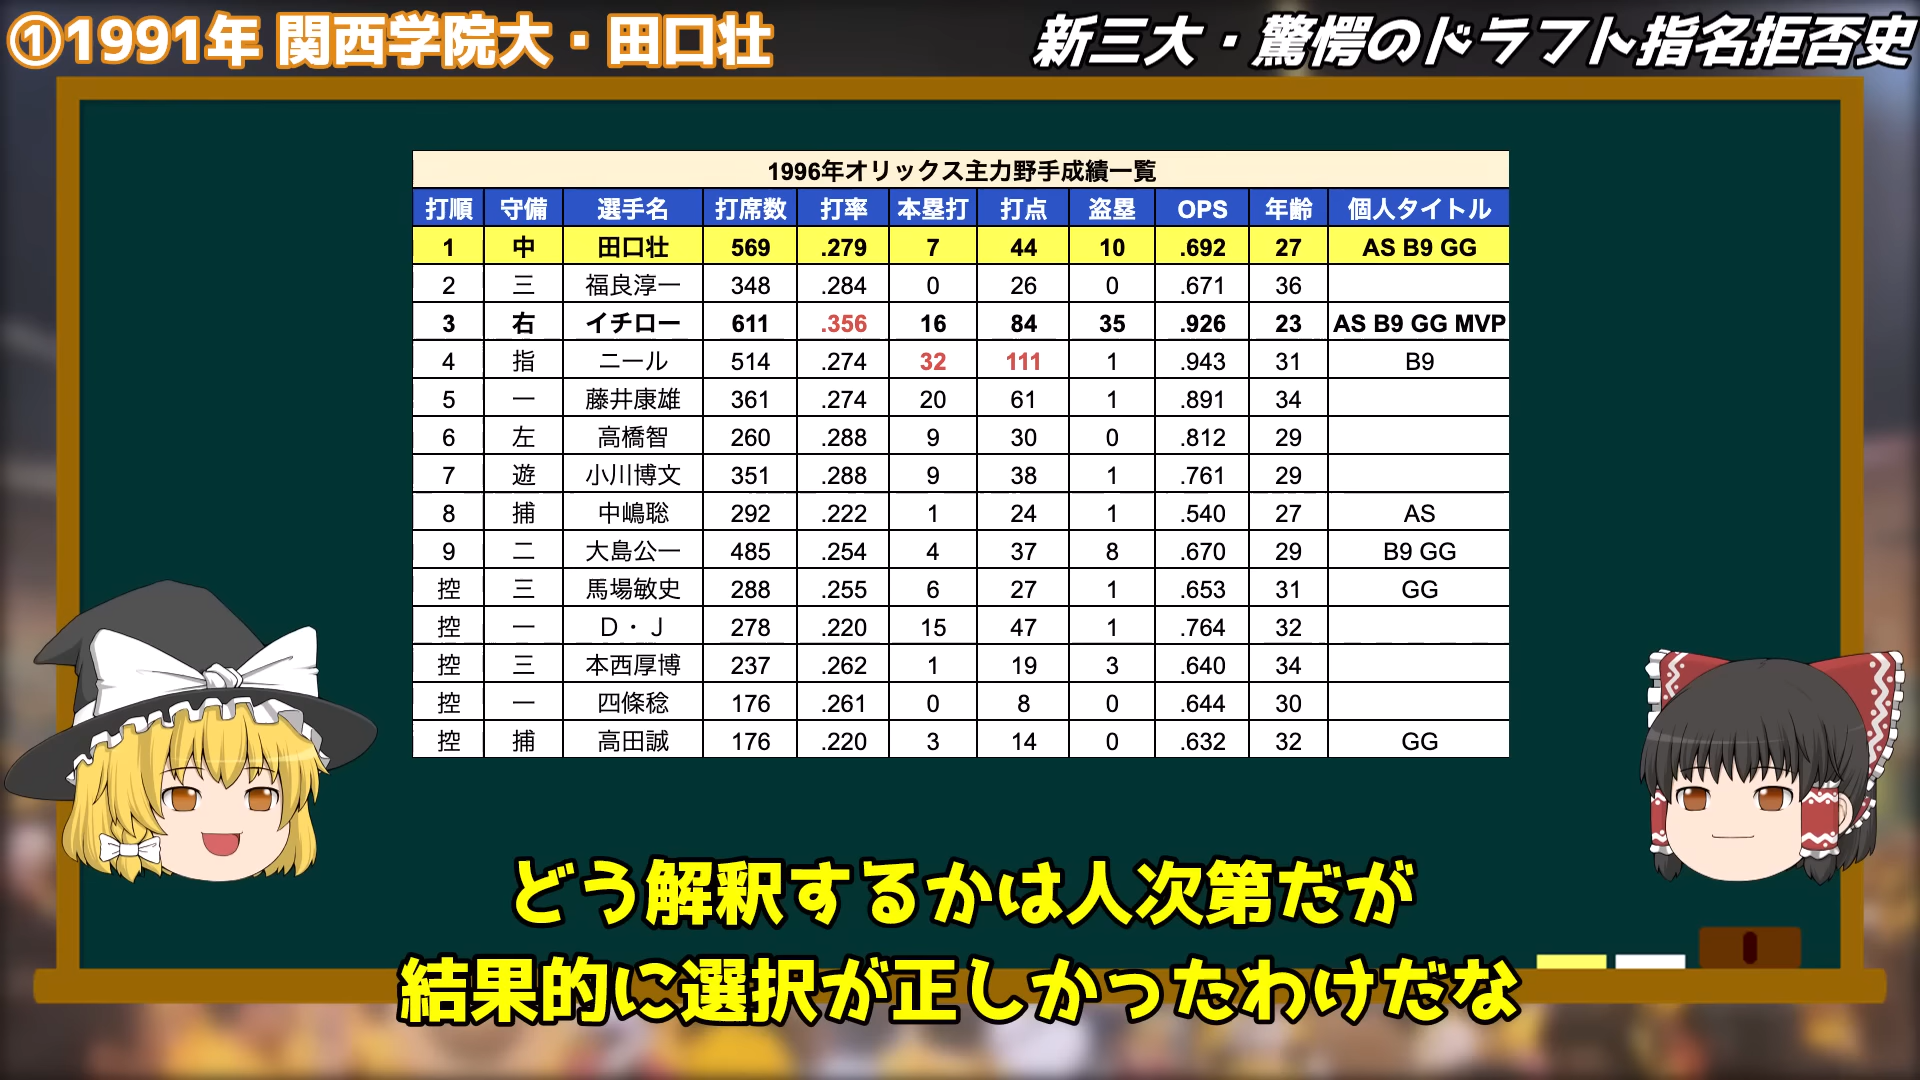 ①1991年 関西学院大・田口壮
新三大・驚愕のドラフト指名拒否史
1996年オリックス主力野手成績一覧
打順 守備 選手名 打席数 打率 本塁打 打点 盗塁 OPS 年齢 個人タイトル
1 中 田口壮 569 .279 7 44 10 .692 27 AS B9 GG
2 三 福良淳一 348 .284 0 26 0 .671 36
3 右 イチロー 611 .356 16 84 35 .926 23 AS B9 GG MVP
4 指 ニール 514 .274 32 111 1 .943 31 B9
5 一 藤井康雄 361 .274 20 61 1 .891 34
6 左 高橋智 260 .288 9 30 0 .812 29
7 遊 小川博文 351 .288 9 38 1 .761 29
8 捕 中嶋聡 292 .222 1 24 1 .540 27 AS
9 二 大島公一 485 .254 4 37 8 .670 29 B9 GG
控 三 馬場敏史 288 .255 6 27 1 .653 31 GG
控 一 D・J 278 .220 15 47 1 .764 32
控 三 本西厚博 237 .262 1 19 3 .640 34
控 一 四條稔 176 .261 0 8 0 .644 30
控 捕 高田誠 176 .220 3 14 0 .632 32 GG
どう解釈するかは人次第だが
結果的に選択が正しかったわけだな